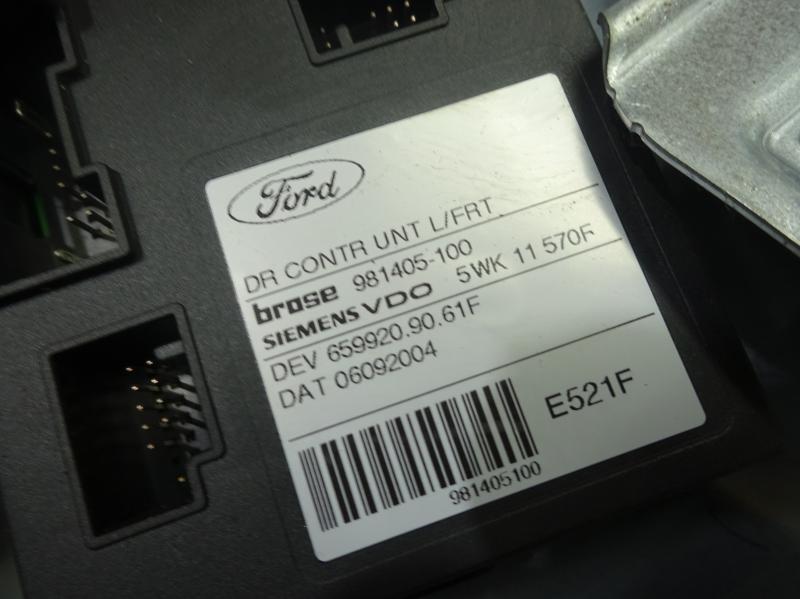 Ford
DR CONTR UNT L/FRT
brose 981405-100
SIEMENS VDO 5WK 11 570F
DEV 659920.90.61F
DAT 06092004
E521F
981405100